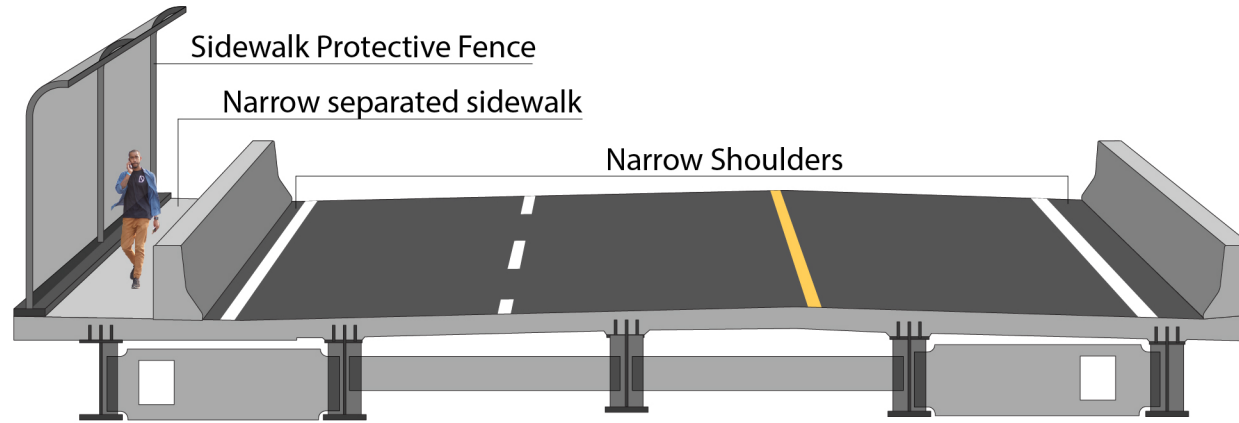 Sidewalk Protective Fence
Narrow separated sidewalk
Narrow Shoulders